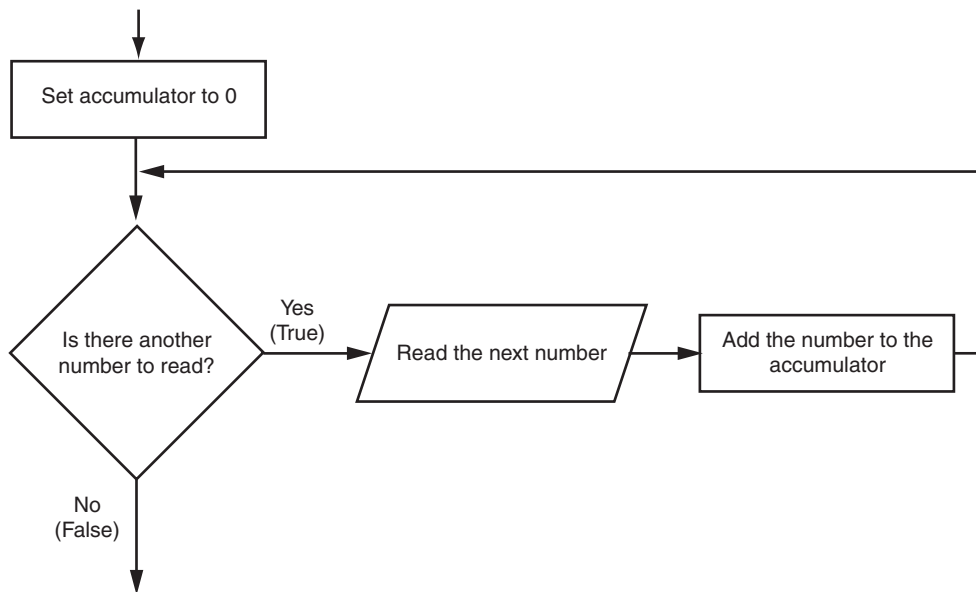 Set accumulator to 0
Is there another
number to read?
Yes
(True)
Read the next number
Add the number to the
accumulator
No
(False)